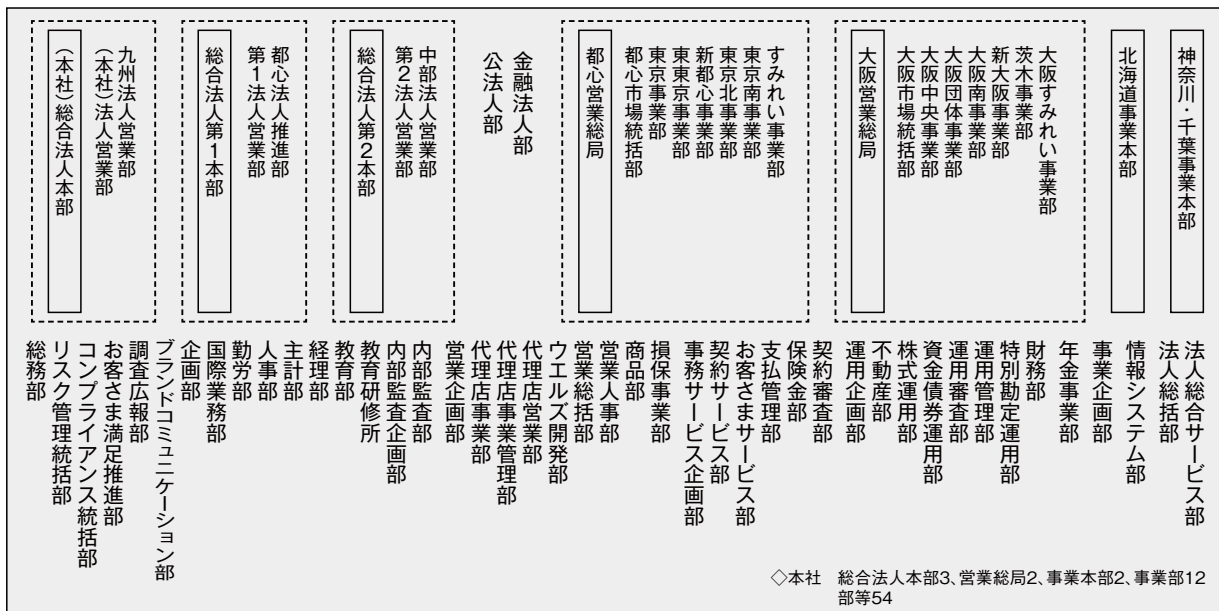 （本社）総合法人本部
（本社）法人営業部
九州法人営業部
総合法人第1本部
第1法人営業部
都心法人推進部
総合法人第2本部
第2法人営業部
中部法人営業部
公法人部
金融法人部
都心営業総局
都心市場統括部
東京事業部
東東京事業部
新都心事業部
東京北事業部
東京南事業部
すみれい事業部
大阪営業総局
大阪市場統括部
大阪中央事業部
大阪団体事業部
大阪南事業部
新大阪事業部
茨木事業部
大阪すみれい事業部
北海道事業本部
神奈川・千葉事業本部
総務部
リスク管理統括部
コンプライアンス統括部
お客さま満足推進部
調査広報部
ブランドコミュニケーション部
企画部
国際業務部
勤労部
人事部
主計部
経理部
教育部
教育研修所
内部監査企画部
内部監査部
営業企画部
代理店事業部
代理店事業管理部
代理店営業部
ウエルズ開発部
営業総括部
営業人事部
商品部
損保事業部
事務サービス企画部
契約サービス部
お客さまサービス部
支払管理部
保険金部
契約審査部
運用企画部
不動産部
株式運用部
資金債券運用部
運用審査部
運用管理部
特別勘定運用部
財務部
年金事業部
事業企画部
情報システム部
法人総括部
法人総合サービス部
◇本社　総合法人本部3、営業総局2、事業本部2、事業部12
部等54